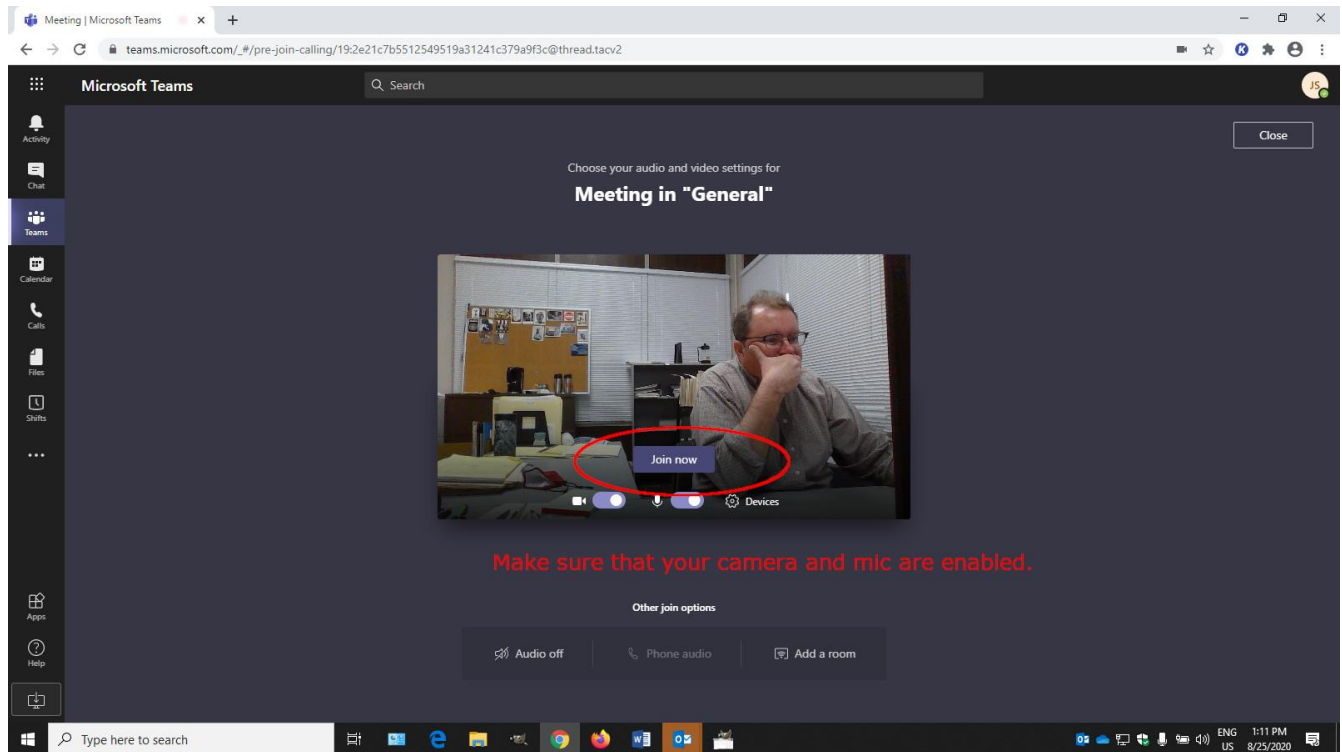 Meeting | Microsoft Teams
teams.microsoft.com/_#/pre-join-calling/19:2e21c7b5512549519a31241c379a9f3c@thread.tacv2
Microsoft Teams
Search
JS
Activity
Chat
Teams
Calendar
Calls
Files
Shifts
Apps
Help
Close
Choose your audio and video settings for
Meeting in "General"
Join now
Devices
Make sure that your camera and mic are enabled.
Other join options
Audio off
Phone audio
Add a room
Type here to search
ENG
US
1:11 PM
8/25/2020